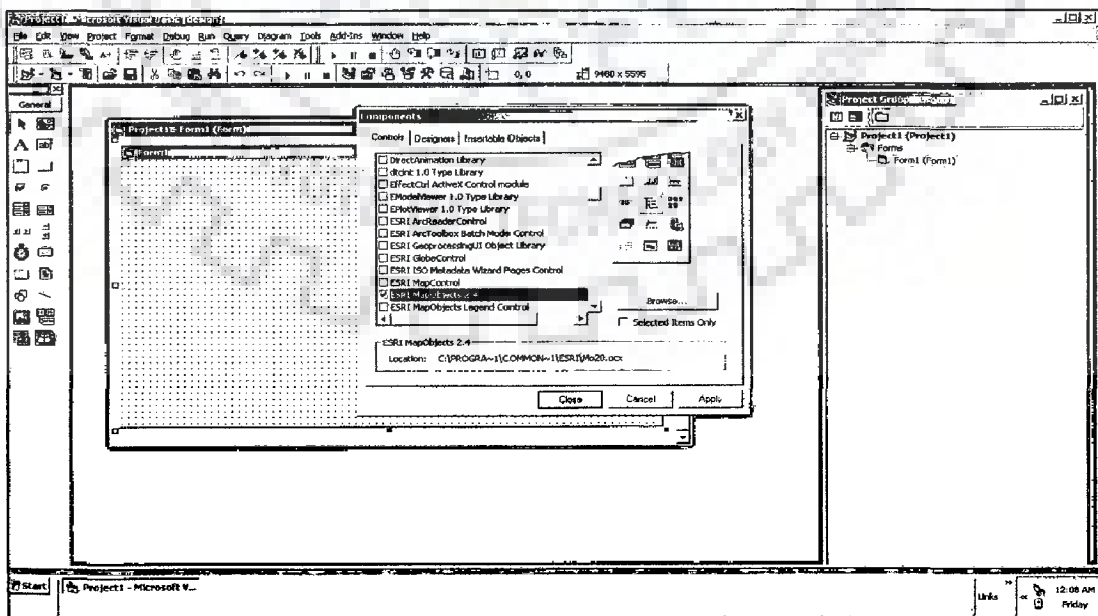 Project1 - Microsoft Visual Basic [design]
File Edit View Project Format Debug Run Query Diagram Tools Add-Ins Window Help
0, 0 9480 x 5595
General
Project1 - Form1 (Form)
Form1
Components
Controls Designers Insertable Objects
DirectAnimation Library
dtcint 1.0 Type Library
EffectCtrl ActiveX Control module
EModelViewer 1.0 Type Library
EPlotViewer 1.0 Type Library
ESRI ArcReaderControl
ESRI ArcToolbox Batch Mode Control
ESRI GeoprocessingUI Object Library
ESRI GlobeControl
ESRI ISO Metadata Wizard Pages Control
ESRI MapControl
ESRI MapObjects 2.4
ESRI MapObjects Legend Control
Browse...
Selected Items Only
ESRI MapObjects 2.4
Location: C:\PROGRA~1\COMMON~1\ESRI\Mo20.ocx
Close Cancel Apply
Project Group
Project1 (Project1)
Forms
Form1 (Form1)
Start Project1 - Microsoft V...
Links » « 12:08 AM
Friday